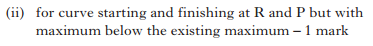 (ii) for curve starting and finishing at R and P but with
maximum below the existing maximum – 1 mark